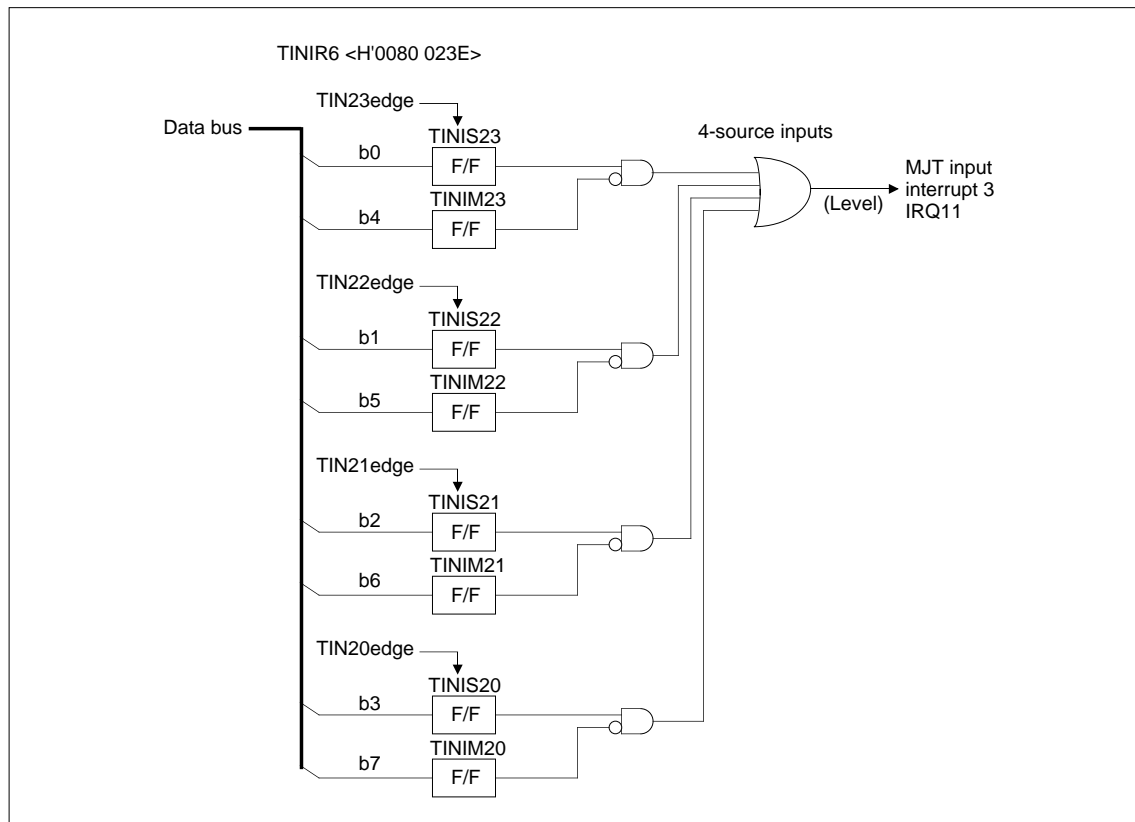 TINIR6 <H'0080 023E>
TIN23edge
Data bus
TINIS23
4-source inputs
b0
F/F
MJT input
interrupt 3
IRQ11
TINIM23
(Level)
b4
F/F
TIN22edge
TINIS22
b1
F/F
TINIM22
b5
F/F
TIN21edge
TINIS21
b2
F/F
TINIM21
b6
F/F
TIN20edge
TINIS20
b3
F/F
TINIM20
b7
F/F